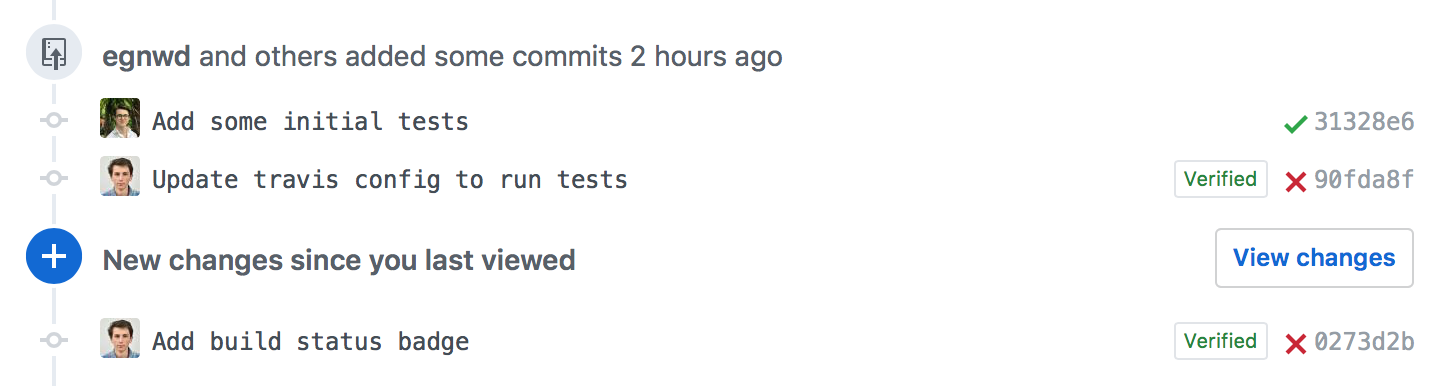 egnwd and others added some commits 2 hours ago
Add some initial tests 31328e6
Update travis config to run tests Verified 90fda8f
New changes since you last viewed View changes
Add build status badge Verified 0273d2b